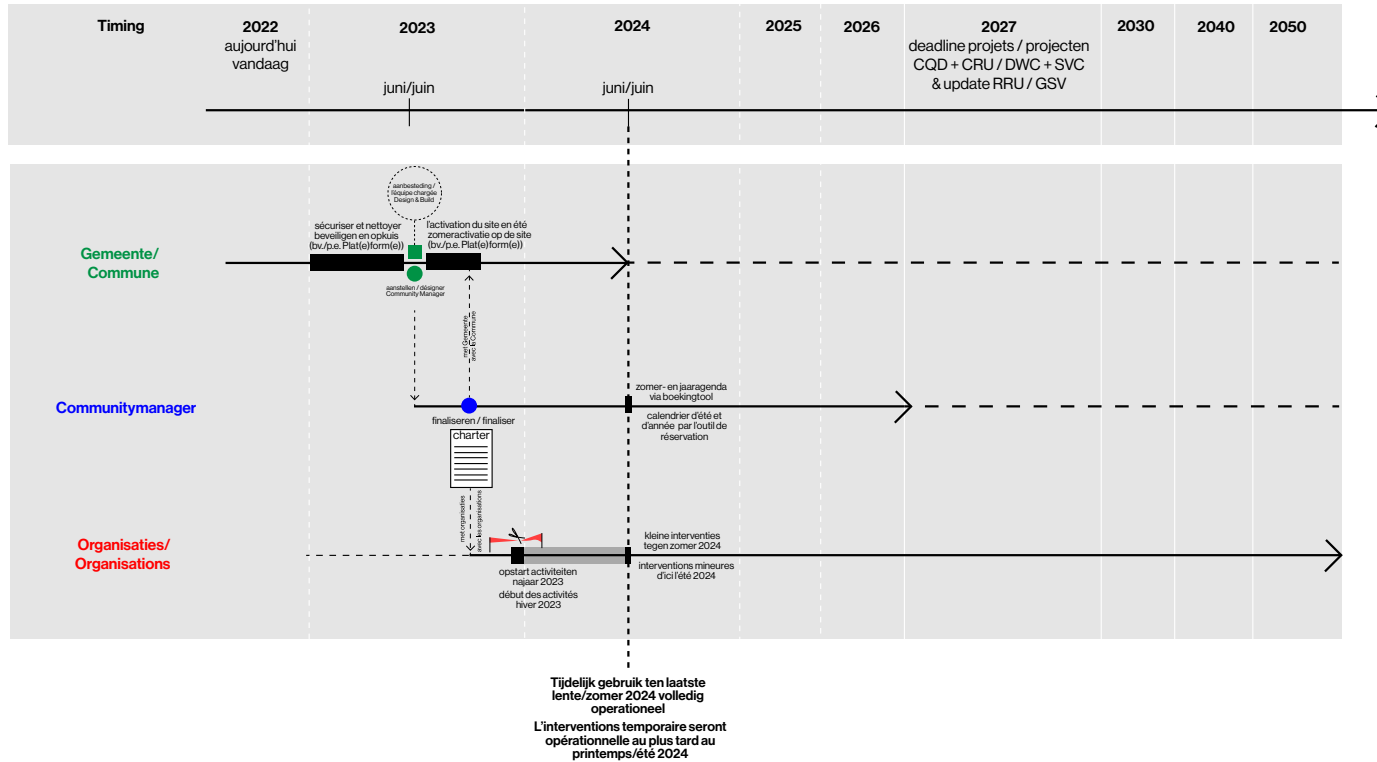 Timing
2022
aujourd'hui
vandaag
2023
2024
2025
2026
2027
deadline projets / projecten
CQD + CRU / DWC + SVC
& update RRU / GSV
2030
2040
2050
juni/juin
juni/juin
aanbesteding /
l'équipe chargée
Design & Build
sécuriser et nettoyer
beveiligen en opkuis
(bv./p.e. Plat(e)form(e))
l'activation du site en été
zomeractivatie op de site
(bv./p.e. Plat(e)form(e))
Gemeente/
Commune
aanstellen / désigner
Community Manager
met Gemeente
avec la Commune
Communitymanager
zomer- en jaaragenda
via boekingtool
calendrier d'été et
d'année par l'outil de
réservation
finaliseren / finaliser
charter
met organisaties
avec les organisations
Organisaties/
Organisations
kleine interventies
tegen zomer 2024
interventions mineures
d'ici l'été 2024
opstart activiteiten
najaar 2023
début des activités
hiver 2023
Tijdelijk gebruik ten laatste
lente/zomer 2024 volledig
operationeel
L'interventions temporaire seront
opérationnelle au plus tard au
printemps/été 2024